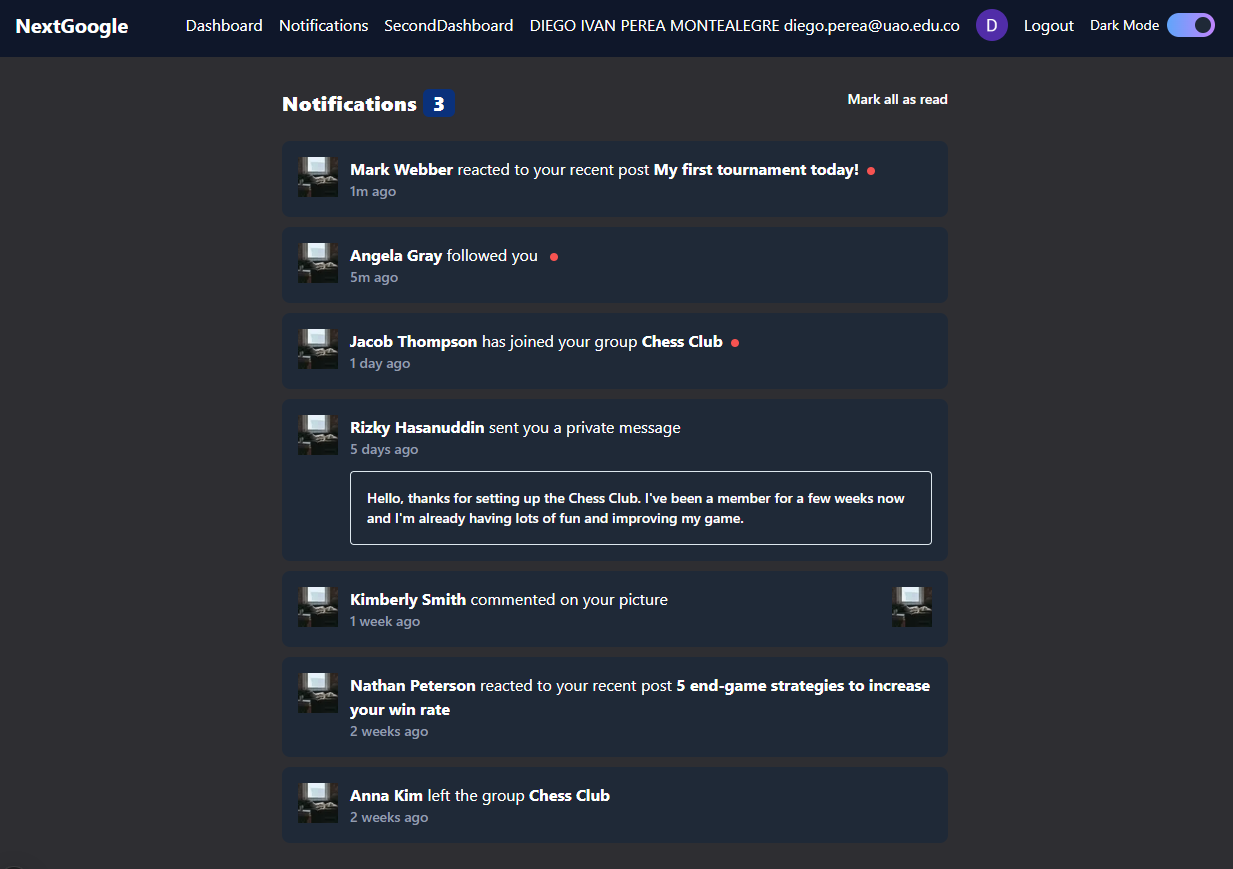 NextGoogle
Dashboard Notifications SecondDashboard DIEGO IVAN PEREA MONTEALEGRE diego.perea@uao.edu.co D Logout Dark Mode
Notifications 3
Mark all as read
Mark Webber reacted to your recent post My first tournament today!
1m ago
Angela Gray followed you
5m ago
Jacob Thompson has joined your group Chess Club
1 day ago
Rizky Hasanuddin sent you a private message
5 days ago
Hello, thanks for setting up the Chess Club. I've been a member for a few weeks now
and I'm already having lots of fun and improving my game.
Kimberly Smith commented on your picture
1 week ago
Nathan Peterson reacted to your recent post 5 end-game strategies to increase
your win rate
2 weeks ago
Anna Kim left the group Chess Club
2 weeks ago